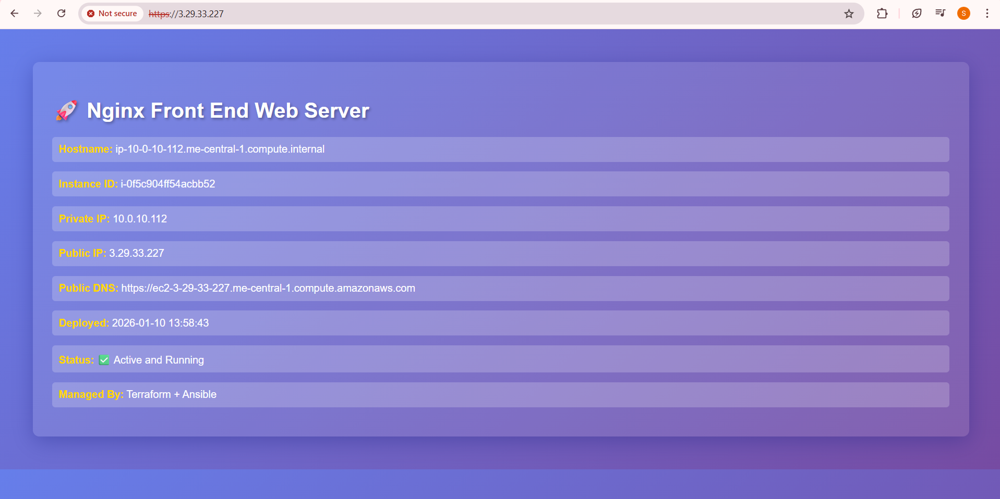 Not secure https://3.29.33.227
S
🚀 Nginx Front End Web Server
Hostname: ip-10-0-10-112.me-central-1.compute.internal
Instance ID: i-0f5c904ff54acbb52
Private IP: 10.0.10.112
Public IP: 3.29.33.227
Public DNS: https://ec2-3-29-33-227.me-central-1.compute.amazonaws.com
Deployed: 2026-01-10 13:58:43
Status: ✅ Active and Running
Managed By: Terraform + Ansible